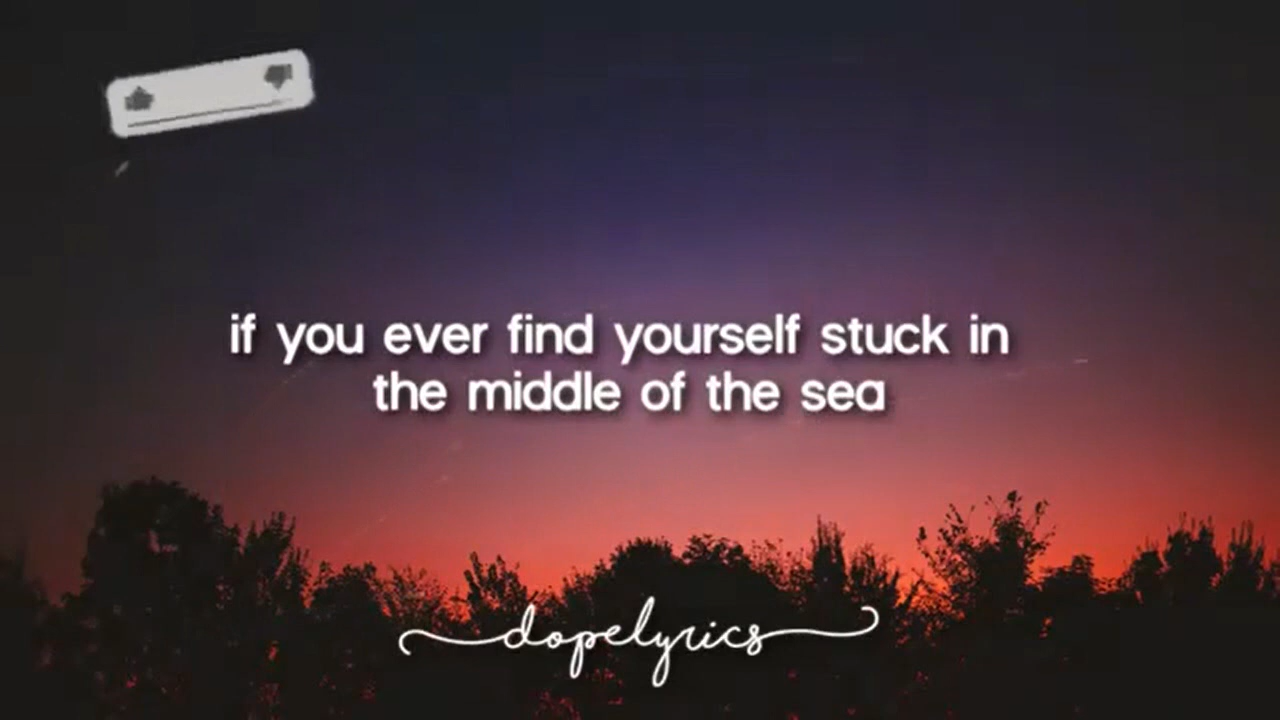 if you ever find yourself stuck in
the middle of the sea
dopelyrics